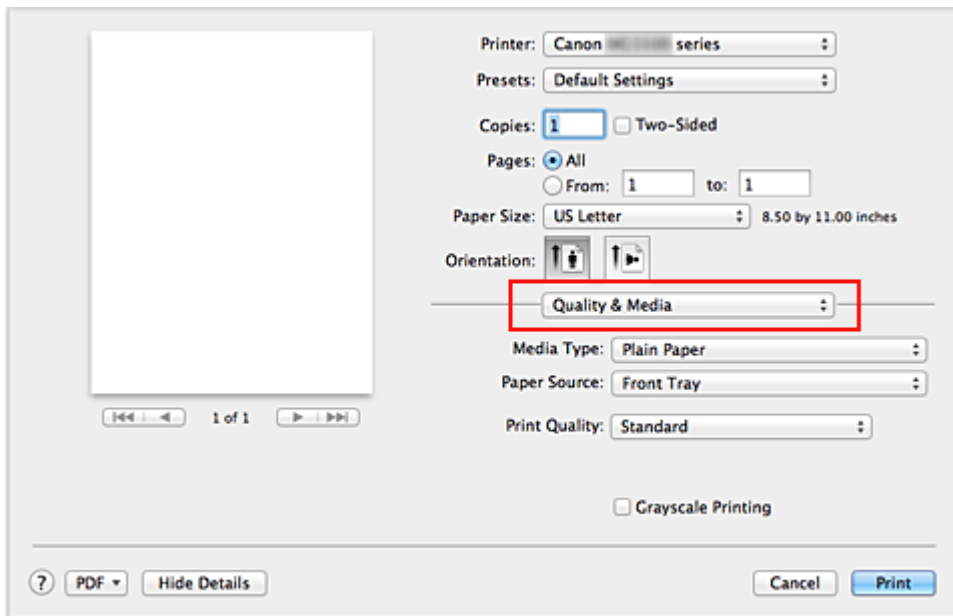 Printer: Canon series
Presets: Default Settings
Copies: 1 Two-Sided
Pages: All
From: 1 to: 1
Paper Size: US Letter 8.50 by 11.00 inches
Orientation:
Quality & Media
Media Type: Plain Paper
Paper Source: Front Tray
1 of 1
Print Quality: Standard
Grayscale Printing
? PDF Hide Details Cancel Print